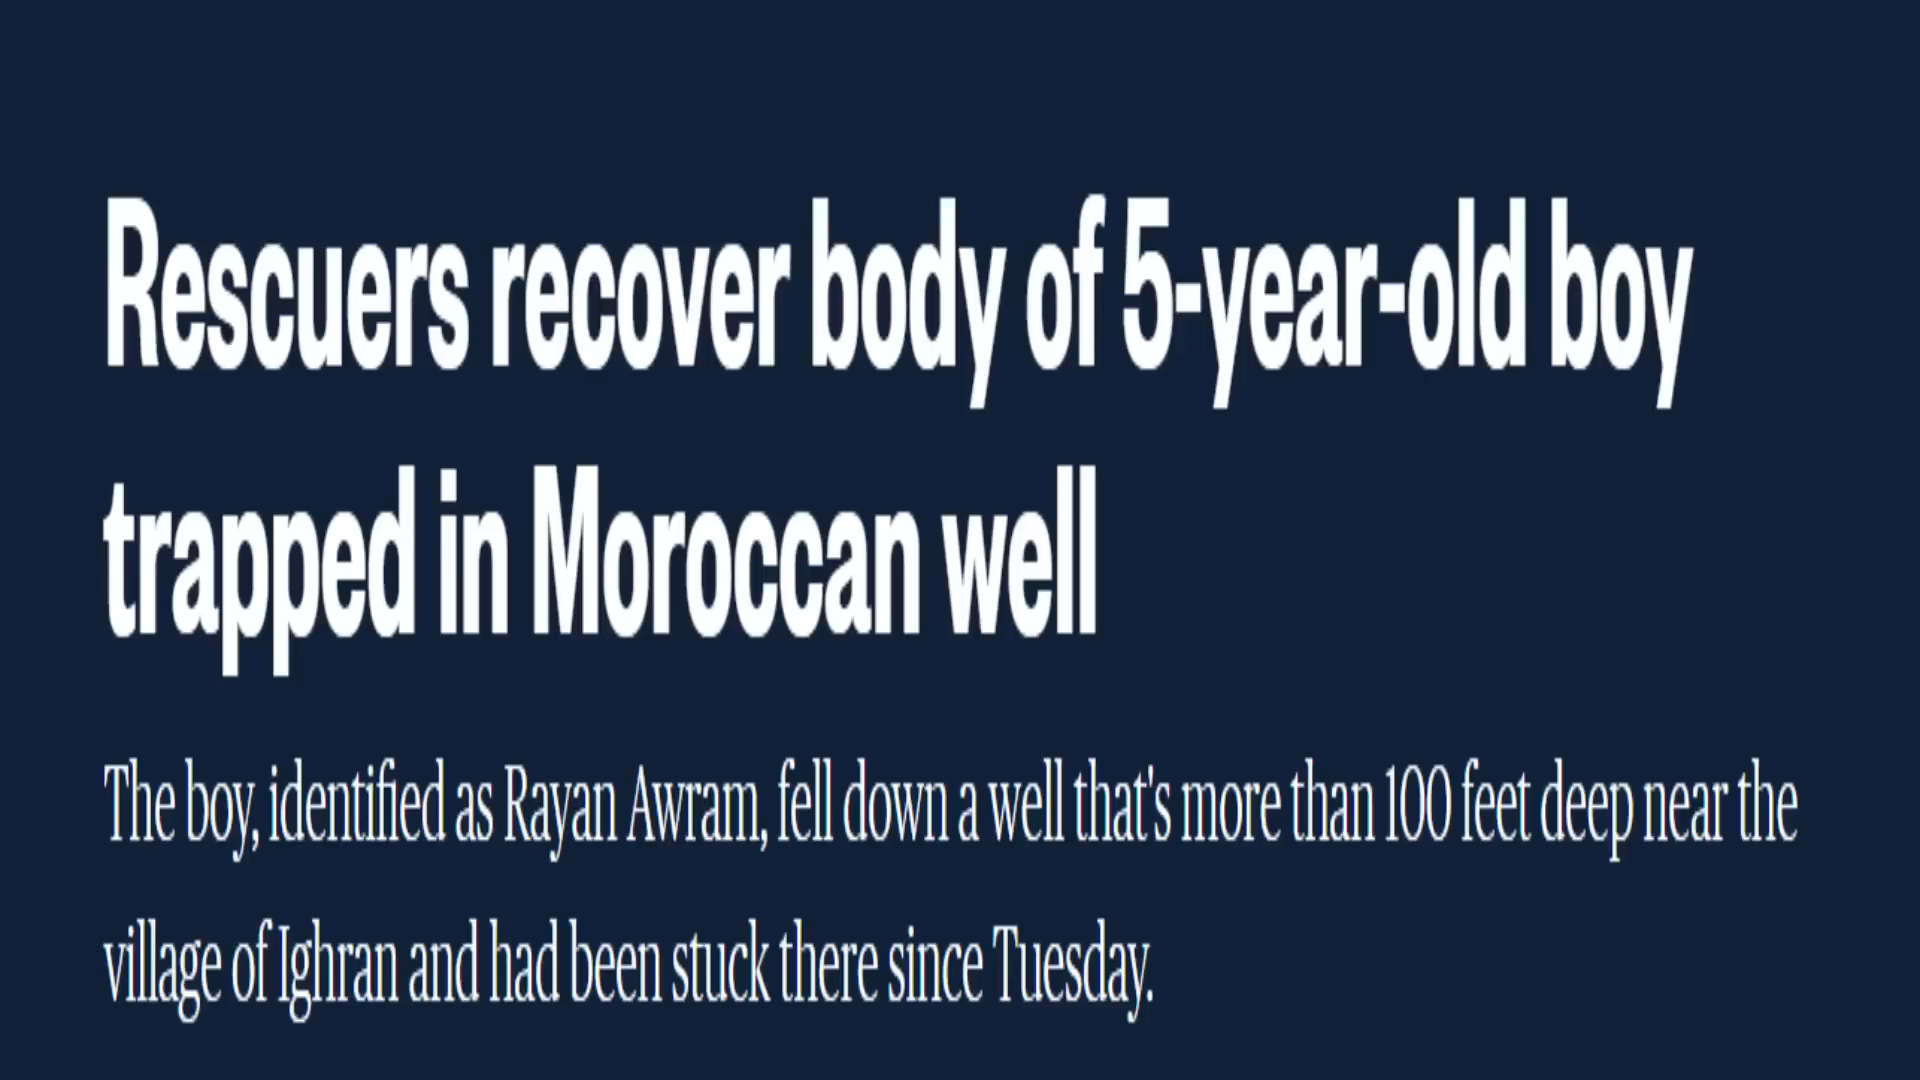 Rescuers recover body of 5-year-old boy
trapped in Moroccan well
The boy, identified as Rayan Awram, fell down a well that's more than 100 feet deep near the
village of Ighran and had been stuck there since Tuesday.